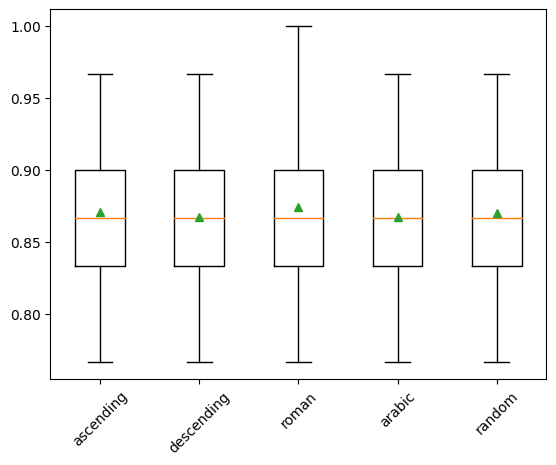 1.00
0.95
0.90
0.85
0.80
ascending
descending
roman
arabic
random